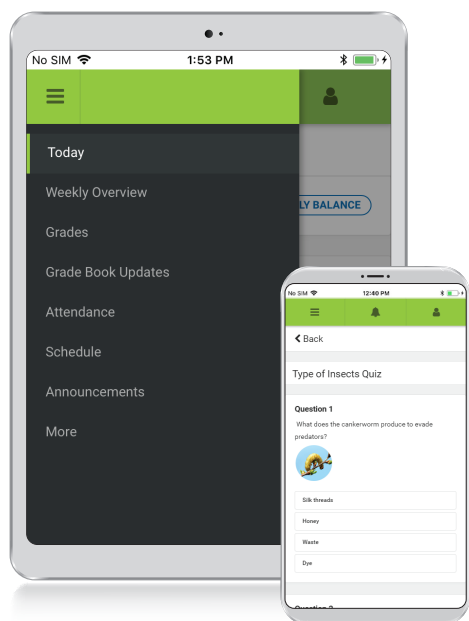 No SIM
1:53 PM
Today
LY BALANCE
Weekly Overview
Grades
Grade Book Updates
Attendance
Schedule
Announcements
More
No SIM
12:40 PM
Back
Type of Insects Quiz
Question 1
What does the cankerworm produce to evade
predators?
Silk threads
Honey
Waste
Dye
Question 2